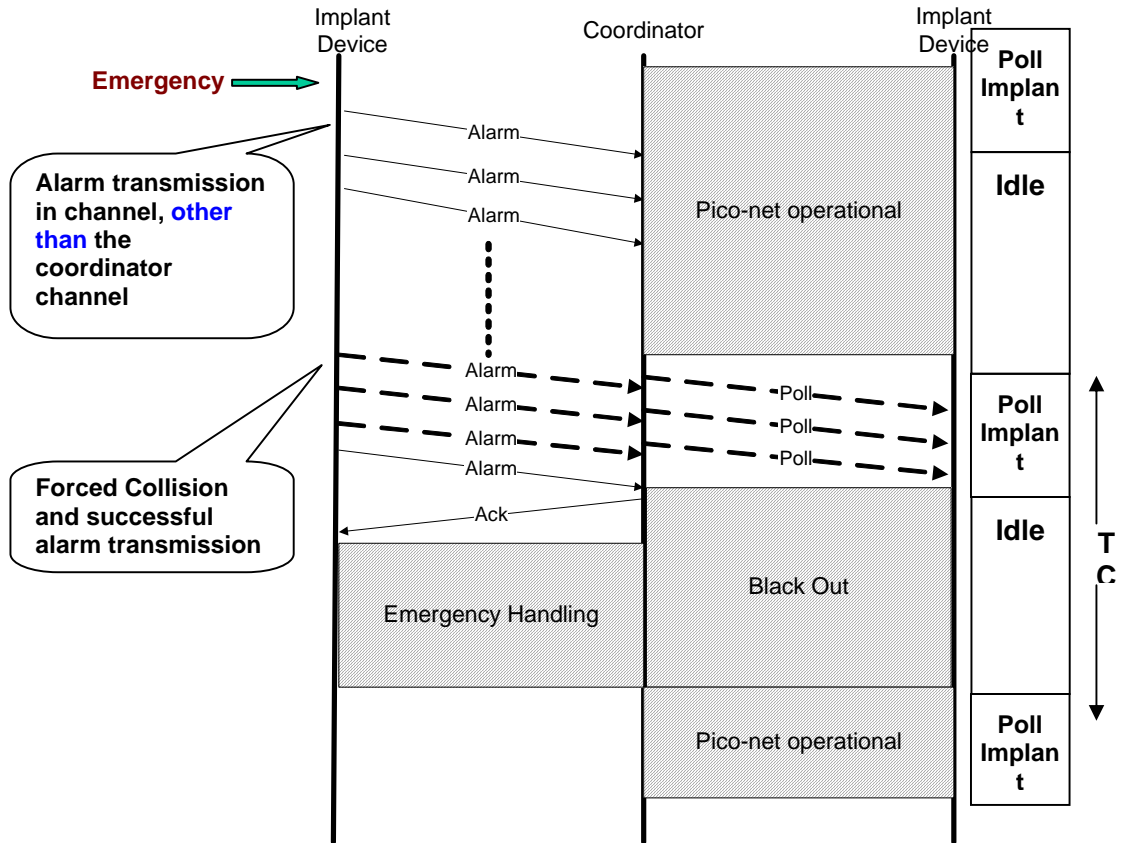 Implant
Device
Coordinator
Implant
Device
Poll
Implan
t
Emergency
Alarm
Alarm
Alarm
Alarm transmission
in channel, other
than the
coordinator
channel
Pico-net operational
Idle
Alarm
Alarm
Alarm
Alarm
Poll
Poll
Poll
Poll
Implan
t
Forced Collision
and successful
alarm transmission
Ack
Idle
T
C
Emergency Handling
Black Out
Pico-net operational
Poll
Implan
t